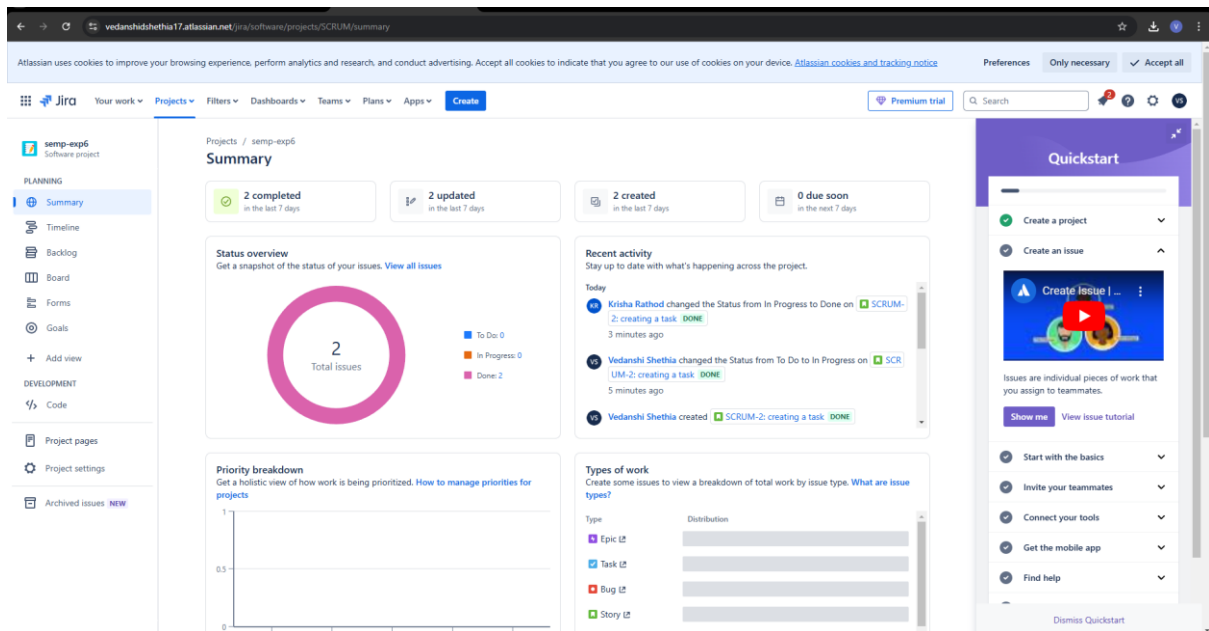 vedanshidshethia17.atlassian.net/jira/software/projects/SCRUM/summary
V
Atlassian uses cookies to improve your browsing experience, perform analytics and research, and conduct advertising. Accept all cookies to indicate that you agree to our use of cookies on your device. Atlassian cookies and tracking notice
Preferences
Only necessary
Accept all
Jira
Your work
Projects
Filters
Dashboards
Teams
Plans
Apps
Create
Premium trial
Search
2
VS
semp-exp6
Software project
PLANNING
Summary
Timeline
Backlog
Board
Forms
Goals
Add view
DEVELOPMENT
Code
Project pages
Project settings
Archived issues NEW
Projects / semp-exp6
Summary
2 completed
in the last 7 days
2 updated
in the last 7 days
2 created
in the last 7 days
0 due soon
in the next 7 days
Status overview
Get a snapshot of the status of your issues. View all issues
2
Total issues
To Do: 0
In Progress: 0
Done: 2
Recent activity
Stay up to date with what's happening across the project.
Today
KR
Krisha Rathod changed the Status from In Progress to Done on SCRUM-
2: creating a task DONE
3 minutes ago
VS
Vedanshi Shethia changed the Status from To Do to In Progress on SCR
UM-2: creating a task DONE
5 minutes ago
VS
Vedanshi Shethia created SCRUM-2: creating a task DONE
Priority breakdown
Get a holistic view of how work is being prioritized. How to manage priorities for
projects
1
0.5
0
Types of work
Create some issues to view a breakdown of total work by issue type. What are issue
types?
Type
Distribution
Epic
Task
Bug
Story
Quickstart
Create a project
Create an issue
Create Issue | ...
Issues are individual pieces of work that
you assign to teammates.
Show me
View issue tutorial
Start with the basics
Invite your teammates
Connect your tools
Get the mobile app
Find help
Dismiss Quickstart